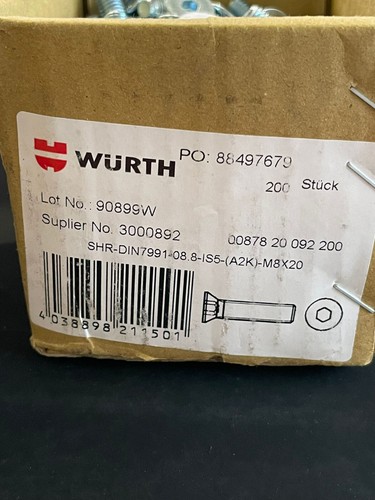 WÜRTH PO: 88497679
200 Stück
Lot No.: 90899W
Suplier No. 3000892 00878 20 092 200
SHR-DIN7991-08.8-IS5-(A2K)-M8X20
4 038898 211501